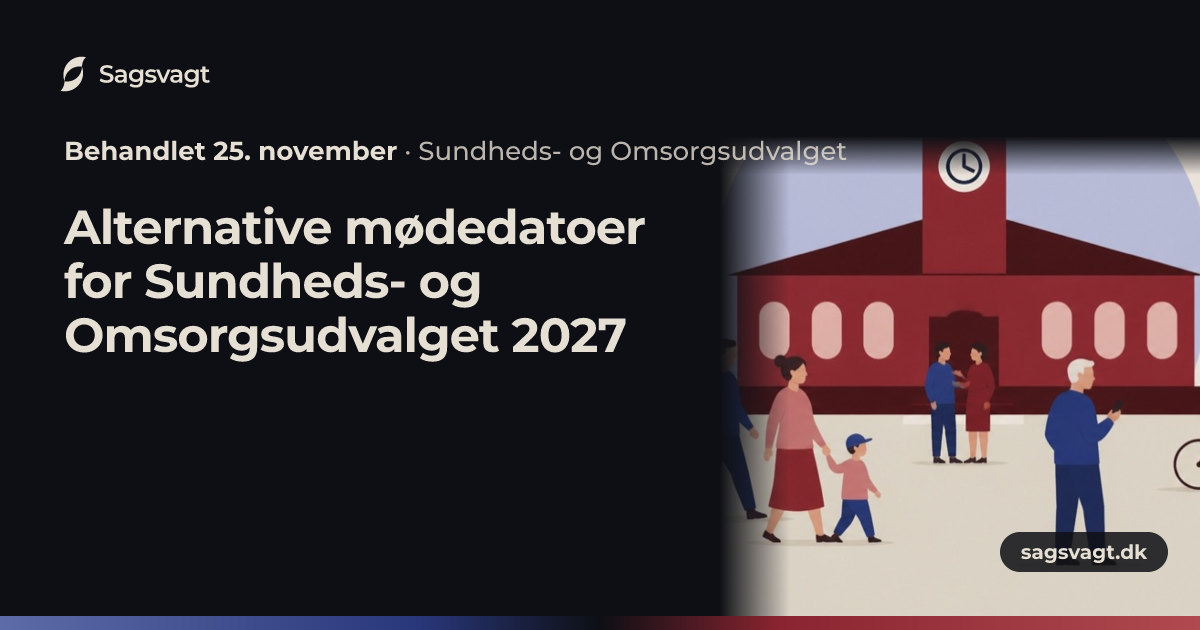 Sagsvagt
Behandlet 25. november · Sundheds- og Omsorgsudvalget
Alternative mødedatoer
for Sundheds- og
Omsorgsudvalget 2027
sagsvagt.dk